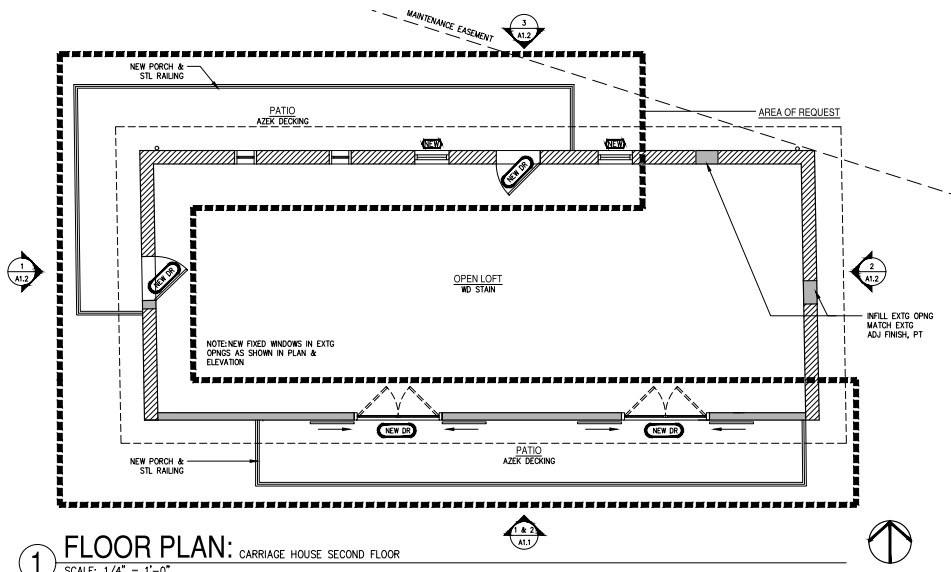 MAINTENANCE EASEMENT
3
A1.2
NEW PORCH &
STL RAILING
PATIO
AZEK DECKING
AREA OF REQUEST
NEW
NEW
NEW DR
NEW DR
1
A1.2
OPEN LOFT
WD STAIN
2
A1.2
INFILL EXTG OPNG
MATCH EXTG
ADJ FINISH, PT
NOTE: NEW FIXED WINDOWS IN EXTG
OPNGS AS SHOWN IN PLAN &
ELEVATION
NEW DR
NEW DR
NEW PORCH &
STL RAILING
PATIO
AZEK DECKING
1 & 2
A1.1
1
FLOOR PLAN: CARRIAGE HOUSE SECOND FLOOR
SCALE: 1/4" = 1'-0"